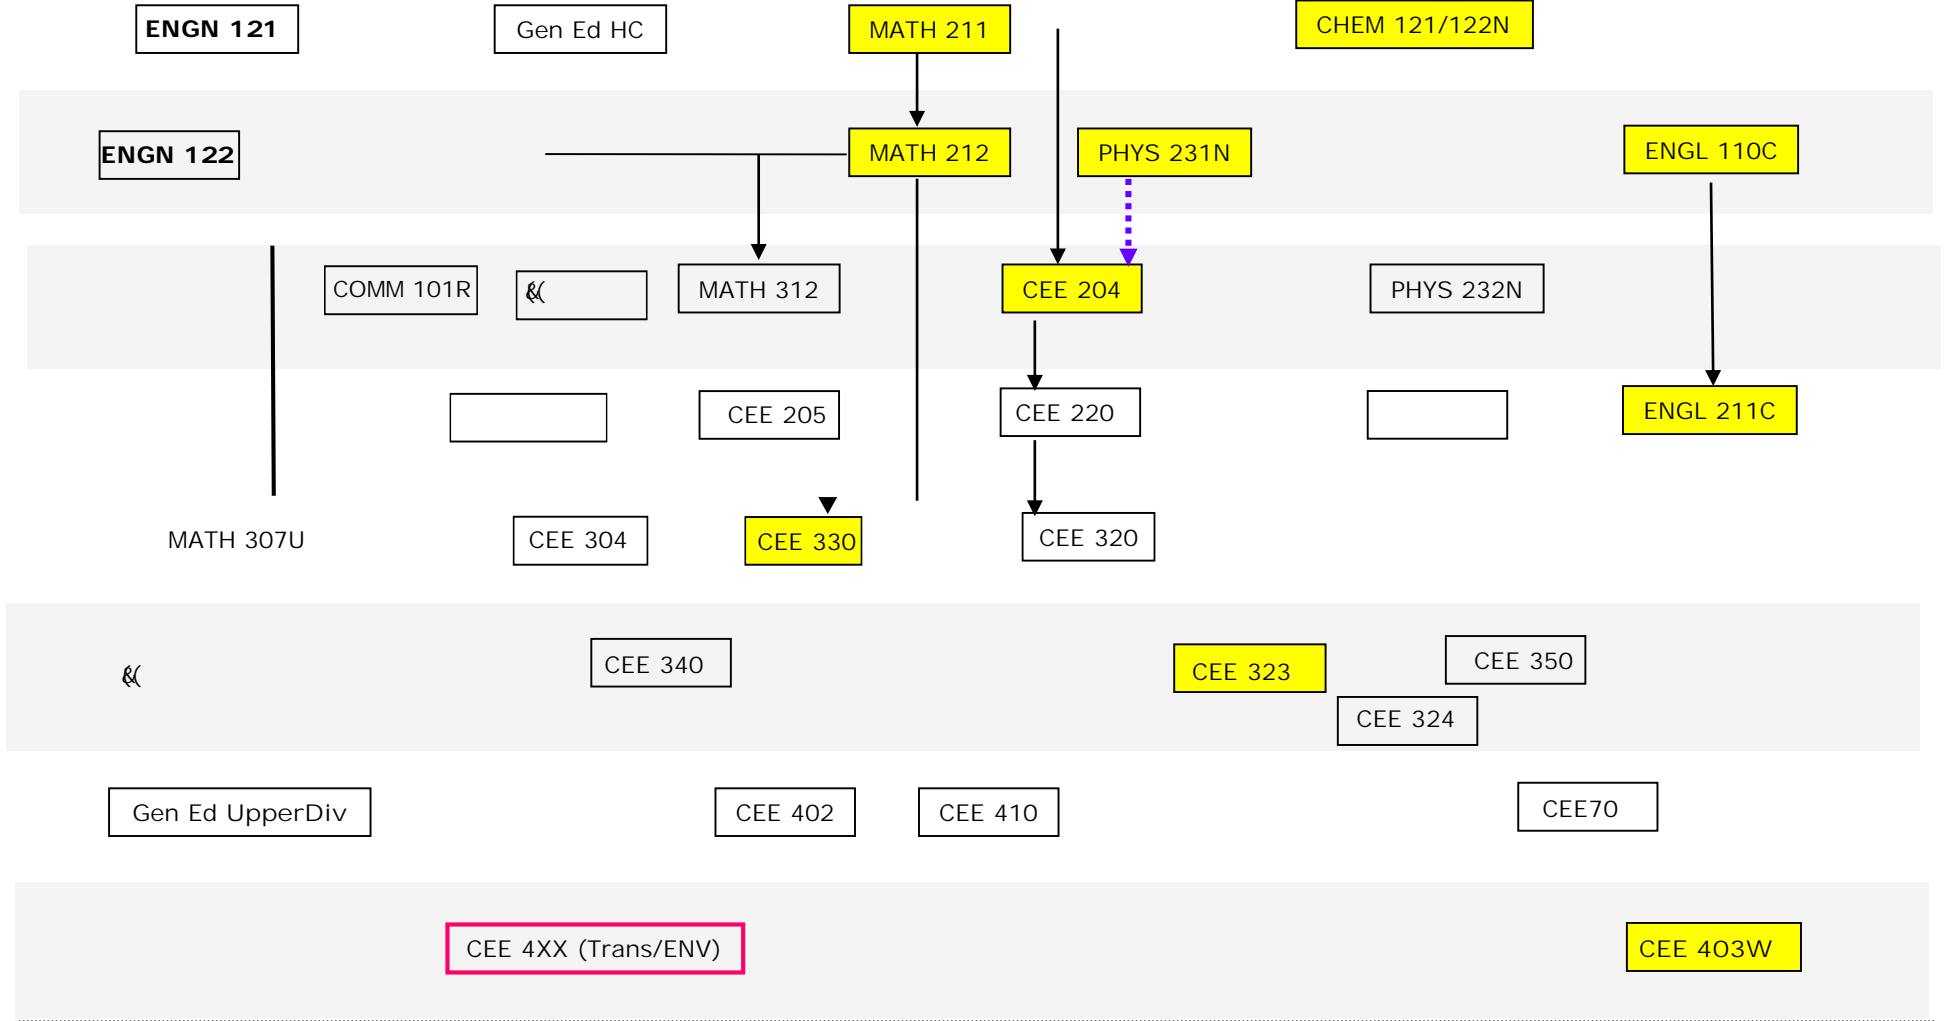 ENGN 121
Gen Ed HC
MATH 211
CHEM 121/122N
ENGN 122
MATH 212
PHYS 231N
ENGL 110C
COMM 101R
MATH 312
CEE 204
PHYS 232N
CEE 205
CEE 220
ENGL 211C
MATH 307U
CEE 304
CEE 330
CEE 320
CEE 340
CEE 323
CEE 350
CEE 324
Gen Ed UpperDiv
CEE 402
CEE 410
CEE70
CEE 4XX (Trans/ENV)
CEE 403W